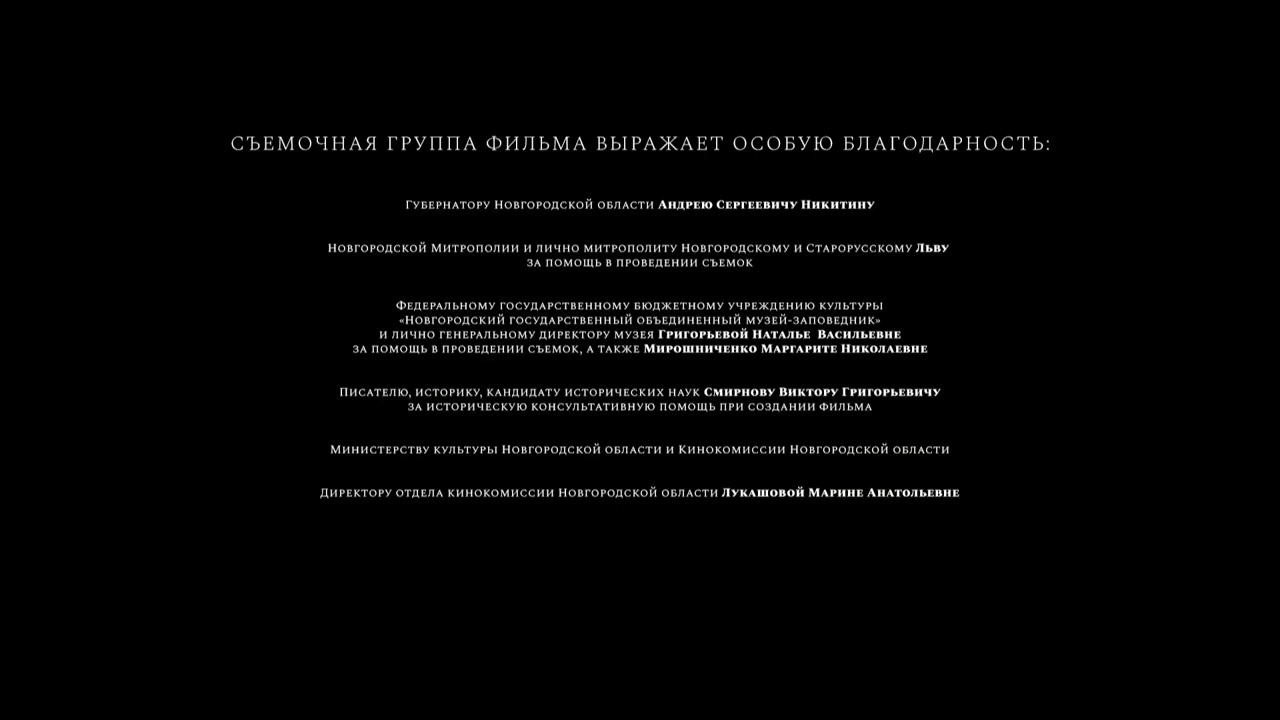 СЪЕМОЧНАЯ ГРУППА ФИЛЬМА ВЫРАЖАЕТ ОСОБУЮ БЛАГОДАРНОСТЬ:
Губернатору Новгородской области Андрею Сергеевичу Никитину
Новгородской Митрополии и лично митрополиту Новгородскому и Старорусскому Льву
за помощь в проведении съемок
Федеральному государственному бюджетному учреждению культуры
«Новгородский государственный объединенный музей-заповедник»
и лично генеральному директору музея Григорьевой Наталье Васильевне
за помощь в проведении съемок, а также Мирошниченко Маргарите Николаевне
Писателю, историку, кандидату исторических наук Смирнову Виктору Григорьевичу
за историческую консультативную помощь при создании фильма
Министерству культуры Новгородской области и Кинокомиссии Новгородской области
Директору отдела кинокомиссии Новгородской области Лукашовой Марине Анатольевне